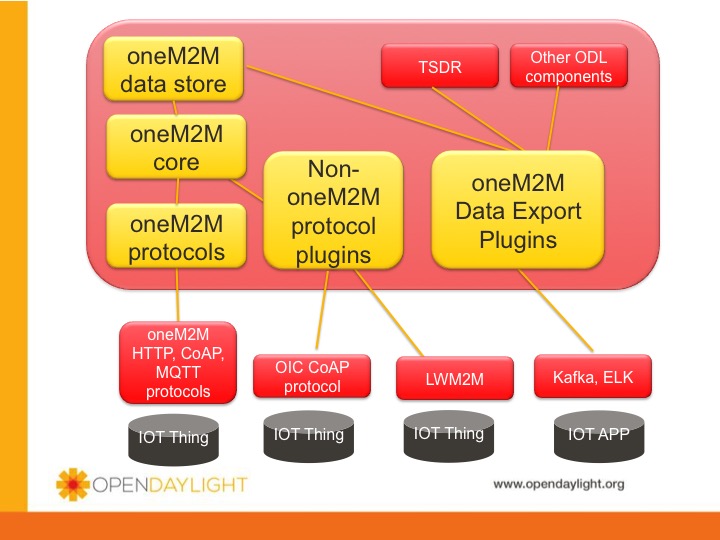 oneM2M
data store
TSDR
Other ODL
components
oneM2M
core
Non-
oneM2M
protocol
plugins
oneM2M
Data Export
Plugins
oneM2M
protocols
oneM2M
HTTP, CoAP,
MQTT
protocols
OIC CoAP
protocol
LWM2M
Kafka, ELK
IOT Thing
IOT Thing
IOT Thing
IOT APP
OPENDAYLIGHT
www.opendaylight.org